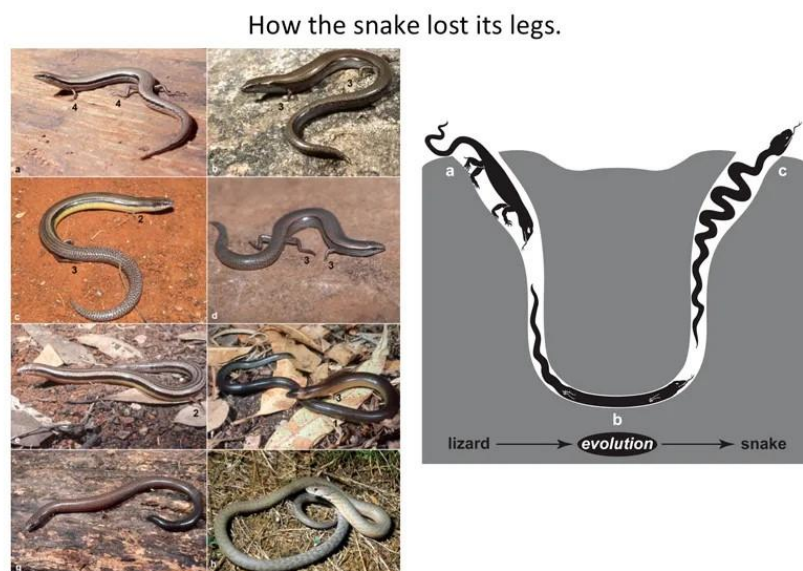 How the snake lost its legs.
4 4
a
3 3
b
2
3
c
3 3
d
2
3
g
h
a c
b
lizard evolution snake